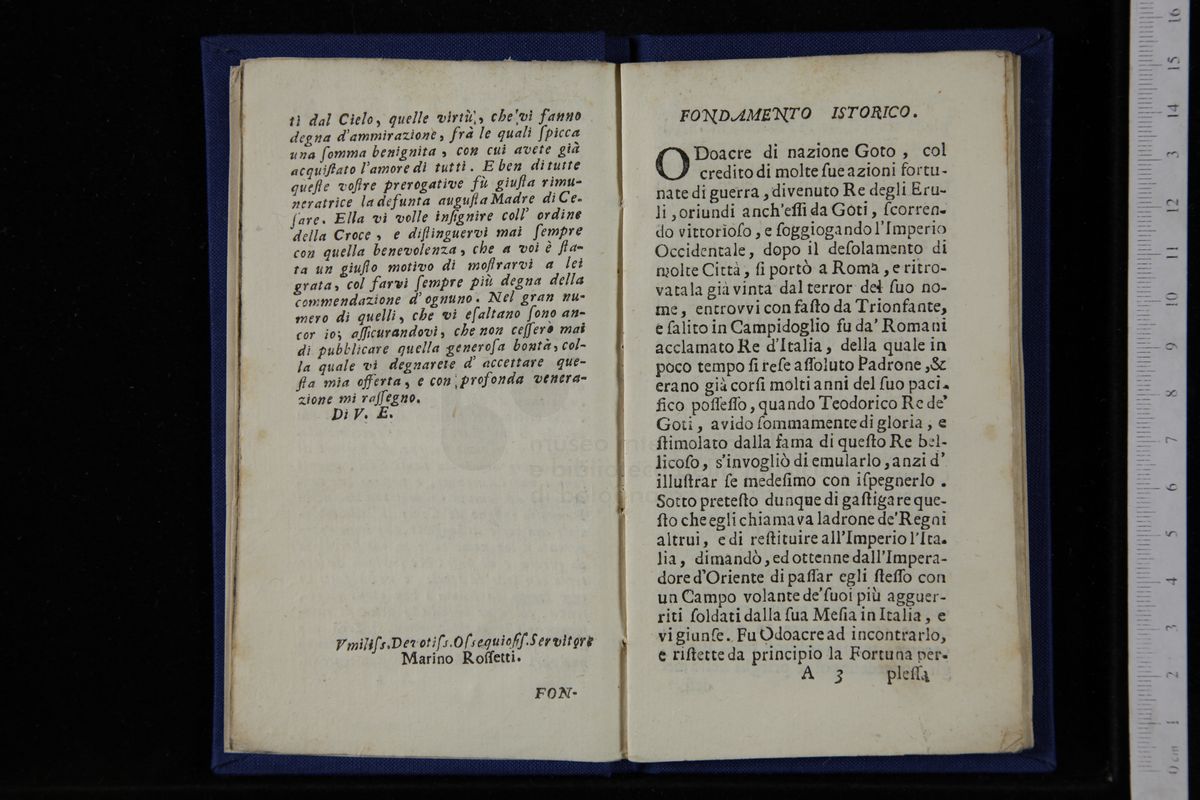 ti dal Cielo, quelle virtù, che vi fanno
degna d'ammirazione, frà le quali ſpicca
una ſomma benignita, con cui avete già
acquiſtato l'amore di tutti. E ben di tutte
queſte voſtre prerogative fù giuſta rimu-
neratrice la defunta auguſta Madre di Ce-
ſare. Ella vi volle inſignire coll' ordine
della Croce, e diſtinguervi mai ſempre
con quella benevolenza, che a voi è ſta-
ta un giuſto motivo di moſtrarvi a lei
grata, col farvi ſempre più degna della
commendazione d'ognuno. Nel gran nu-
mero di quelli, che vi eſaltano ſono an-
cor io; aſſicurandovi, che non ceſſerò mai
di pubblicare quella generoſa bontà, col-
la quale vi degnarete d' accettare que-
ſta mia offerta, e con profonda venera-
zione mi raſſegno.
Di V. E.
Vmiliſs. Devotiſs. Oſsequioſiſ. Servitore
Marino Roſſetti.
FON-
FONDAMENTO ISTORICO.
ODoacre di nazione Goto, col
credito di molte ſue azioni fortu-
nate di guerra, divenuto Re degli Eru-
li, oriundi anch'eſſi da Goti, ſcorren-
do vittorioſo, e ſoggiogando l'Imperio
Occidentale, dopo il deſolamento di
molte Città, ſi portò a Roma, e ritro-
vatala già vinta dal terror del ſuo no-
me, entrovvi con faſto da Trionfante,
e ſalito in Campidoglio fu da' Romani
acclamato Re d'Italia, della quale in
poco tempo ſi reſe aſſoluto Padrone, &
erano già corſi molti anni del ſuo paci-
fico poſſeſſo, quando Teodorico Re de'
Goti, avido ſommamente di gloria, e
ſtimolato dalla fama di queſto Re bel-
licoſo, s'invogliò di emularlo, anzi d'
illuſtrar ſe medeſimo con iſpegnerlo.
Sotto preteſto dunque di gaſtigare que-
ſto che egli chiamava ladrone de' Regni
altrui, e di reſtituire all'Imperio l'Ita-
lia, dimandò, ed ottenne dall'Impera-
dore d'Oriente di paſſar egli ſteſſo con
un Campo volante de' ſuoi più agguer-
riti ſoldati dalla ſua Meſia in Italia, e
vi giunſe. Fu Odoacre ad incontrarlo,
e riſtette da principio la Fortuna per-
A 3 pleſſa